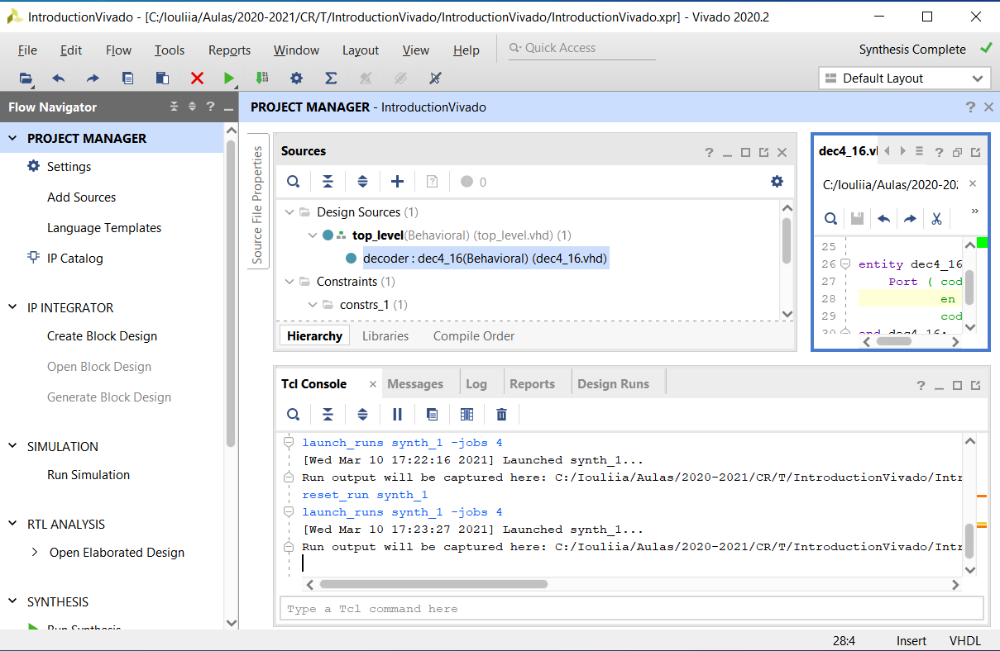 IntroductionVivado - [C:/Iouliia/Aulas/2020-2021/CR/T/IntroductionVivado/IntroductionVivado/IntroductionVivado.xpr] - Vivado 2020.2
File Edit Flow Tools Reports Window Layout View Help Quick Access Synthesis Complete
Default Layout
Flow Navigator ? PROJECT MANAGER - IntroductionVivado ?
PROJECT MANAGER
Settings
Add Sources
Language Templates
IP Catalog
IP INTEGRATOR
Create Block Design
Open Block Design
Generate Block Design
SIMULATION
Run Simulation
RTL ANALYSIS
Open Elaborated Design
SYNTHESIS
Run Synthesis
Source File Properties
Sources ?
0
Design Sources (1)
top_level(Behavioral) (top_level.vhd) (1)
decoder : dec4_16(Behavioral) (dec4_16.vhd)
Constraints (1)
constrs_1 (1)
Hierarchy Libraries Compile Order
dec4_16.vl ?
C:/Iouliia/Aulas/2020-20
25
26 entity dec4_16
27 Port ( cod
28 en
29 cod
30 end dec4_16;
Tcl Console Messages Log Reports Design Runs ?
launch_runs synth_1 -jobs 4
[Wed Mar 10 17:22:16 2021] Launched synth_1...
Run output will be captured here: C:/Iouliia/Aulas/2020-2021/CR/T/IntroductionVivado/Intr
reset_run synth_1
launch_runs synth_1 -jobs 4
[Wed Mar 10 17:23:27 2021] Launched synth_1...
Run output will be captured here: C:/Iouliia/Aulas/2020-2021/CR/T/IntroductionVivado/Intr
Type a Tcl command here
28:4 Insert VHDL